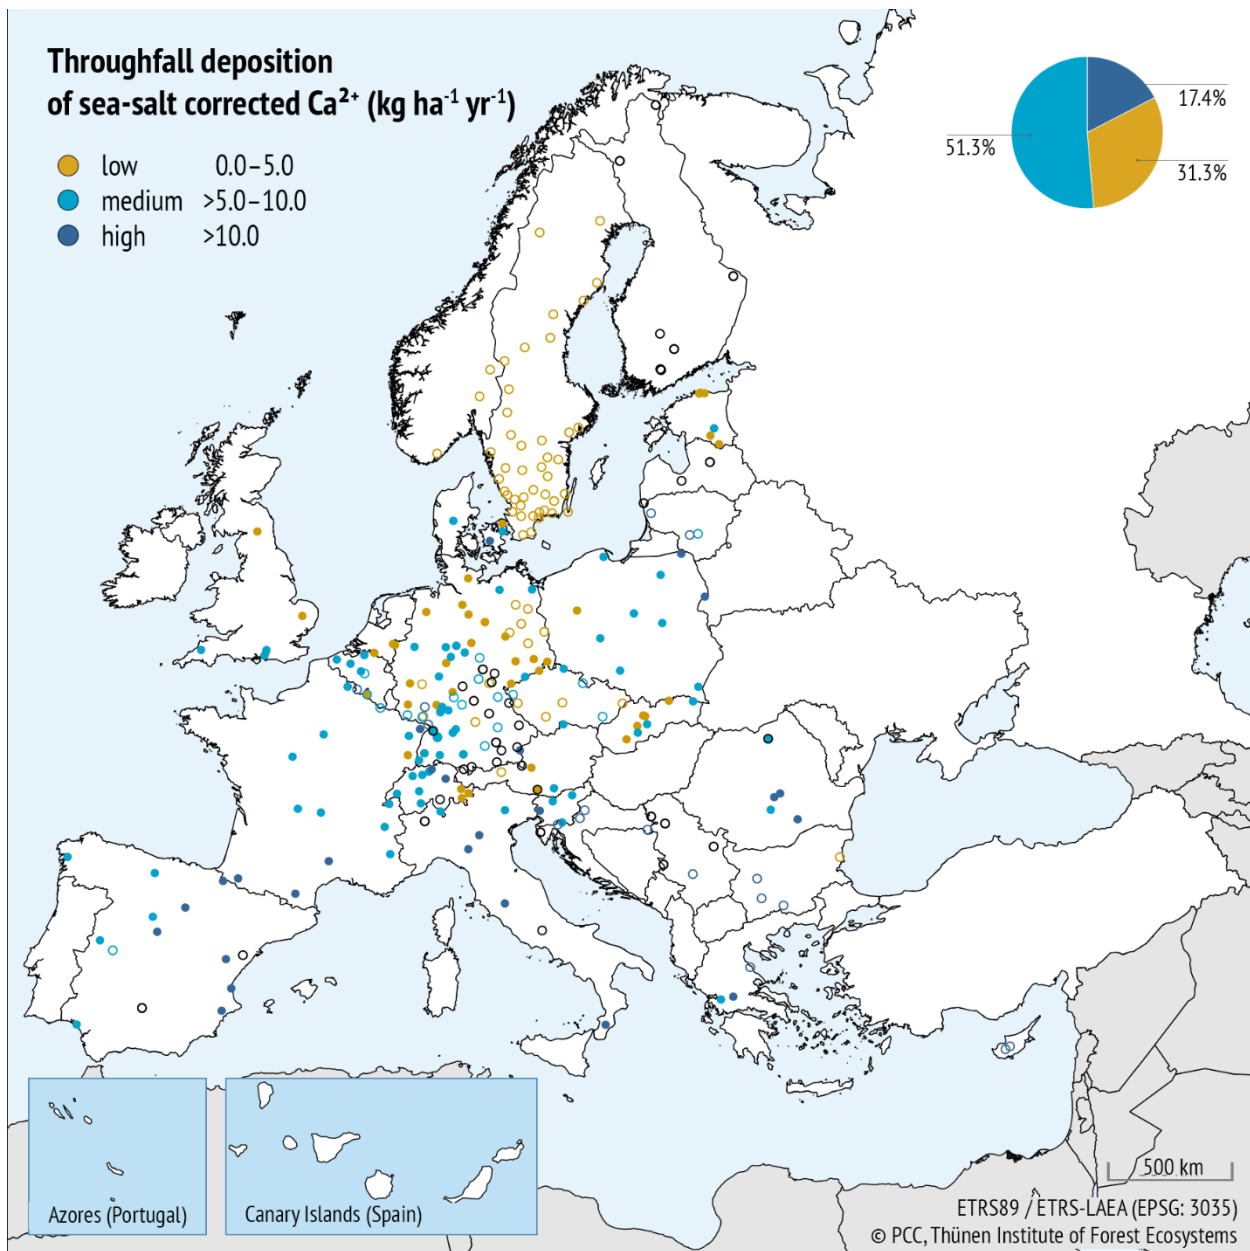 Throughfall deposition
of sea-salt corrected Ca²⁺ (kg ha⁻¹ yr⁻¹)
low 0.0–5.0
medium >5.0–10.0
high >10.0
17.4%
51.3%
31.3%
500 km
Azores (Portugal)
Canary Islands (Spain)
ETRS89 / ETRS-LAEA (EPSG: 3035)
© PCC, Thünen Institute of Forest Ecosystems